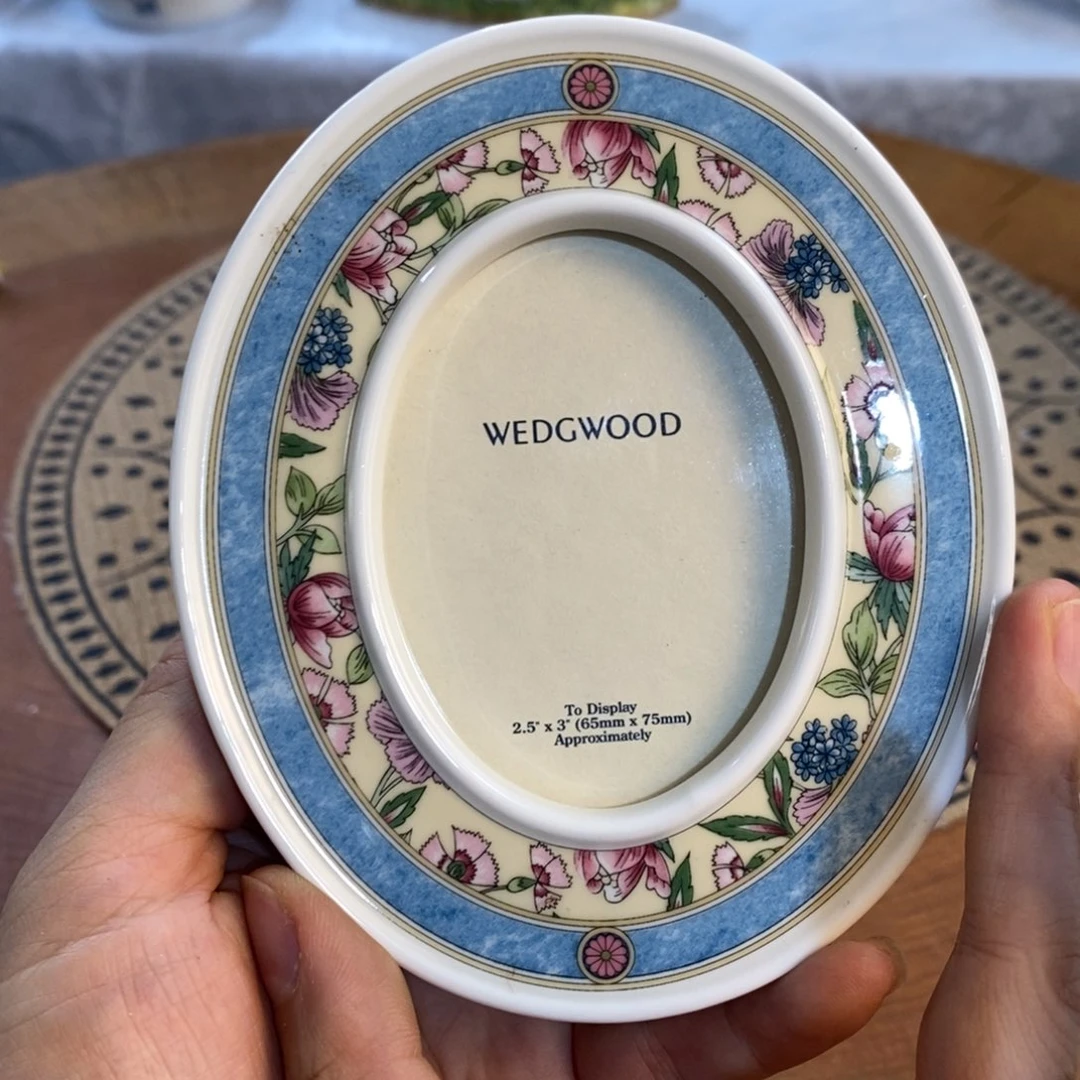 WEDGWOOD
To Display
2.5" x 3" (65mm x 75mm)
Approximately